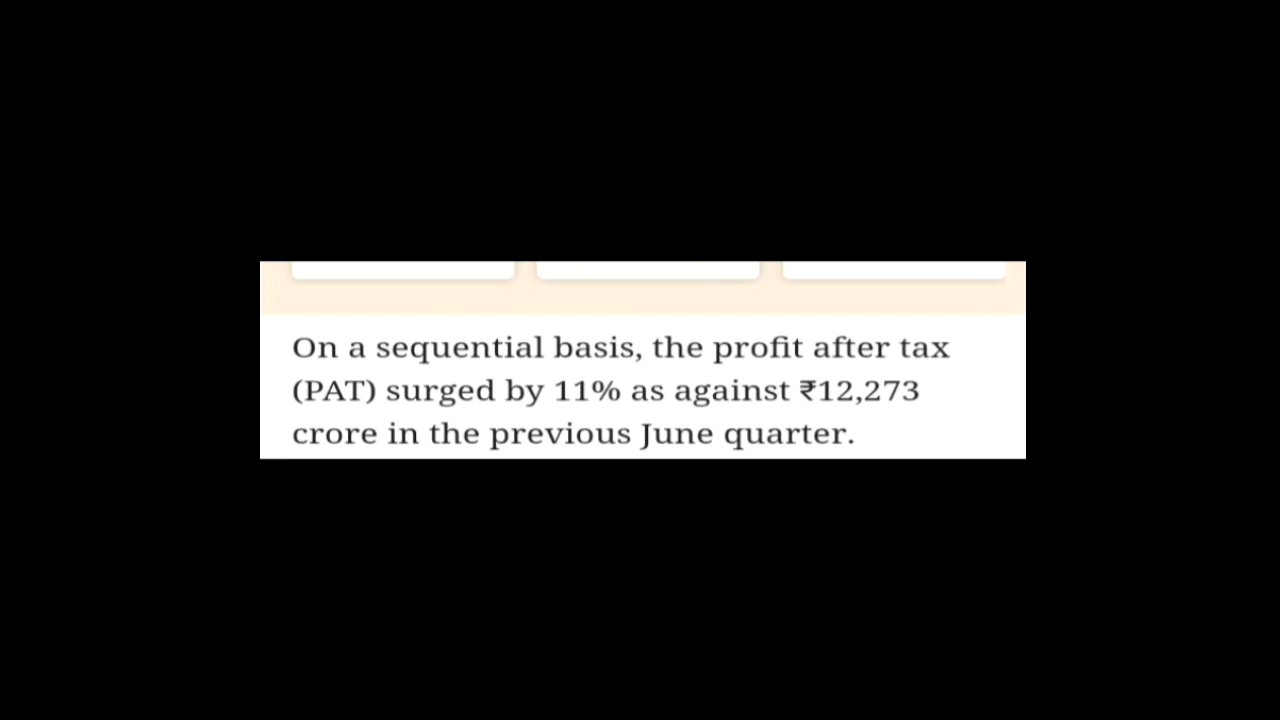 On a sequential basis, the profit after tax
(PAT) surged by 11% as against ₹12,273
crore in the previous June quarter.